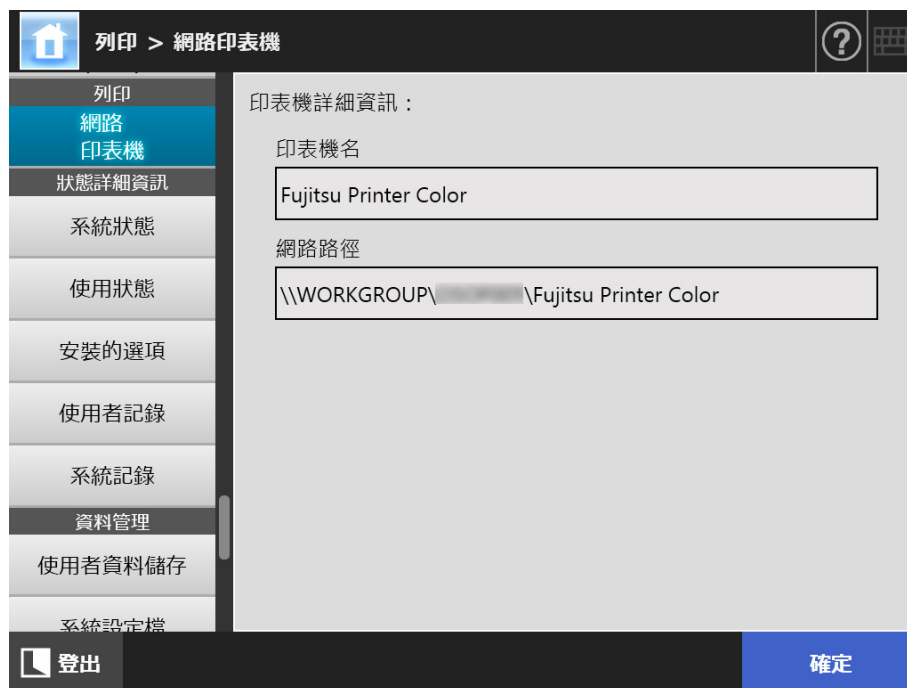 列印 > 網路印表機
?
列印
網路
印表機
狀態詳細資訊
系統狀態
使用狀態
安裝的選項
使用者記錄
系統記錄
資料管理
使用者資料儲存
系統設定檔
登出
印表機詳細資訊：
印表機名
Fujitsu Printer Color
網路路徑
\\WORKGROUP\ \Fujitsu Printer Color
確定